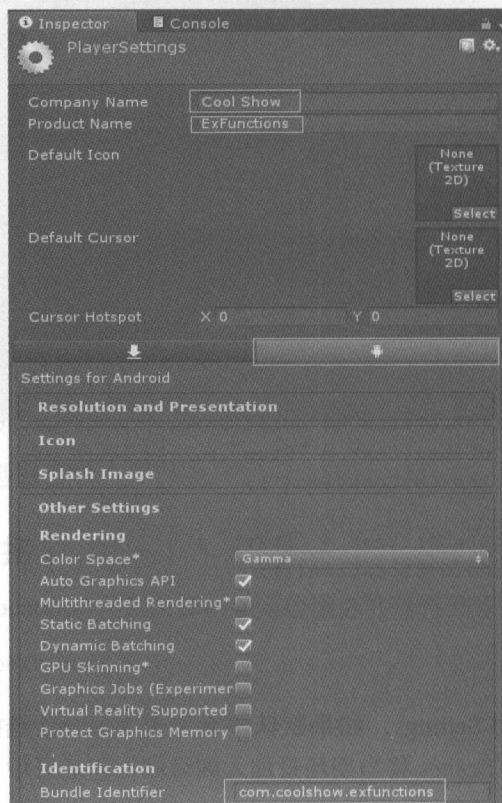 Inspector Console
PlayerSettings
Company Name Cool Show
Product Name ExFunctions
Default Icon
None
(Texture
2D)
Select
Default Cursor
None
(Texture
2D)
Select
Cursor Hotspot X 0 Y 0
Settings for Android
Resolution and Presentation
Icon
Splash Image
Other Settings
Rendering
Color Space* Gamma
Auto Graphics API
Multithreaded Rendering*
Static Batching
Dynamic Batching
GPU Skinning*
Graphics Jobs (Experimer
Virtual Reality Supported
Protect Graphics Memory
Identification
Bundle Identifier com.coolshow.exfunctions